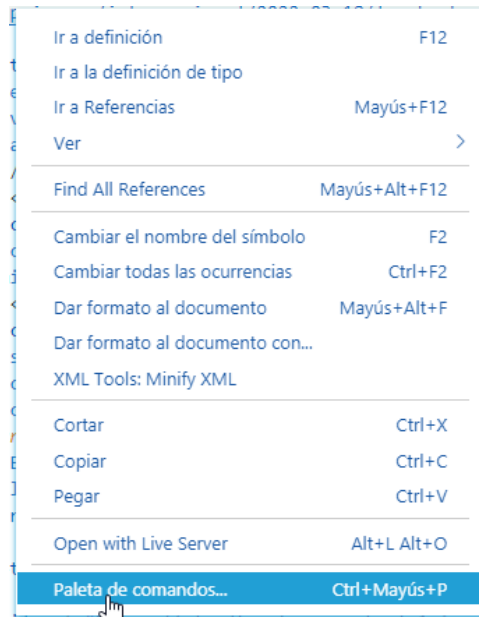 Ir a definición F12
Ir a la definición de tipo
Ir a Referencias Mayús+F12
Ver
Find All References Mayús+Alt+F12
Cambiar el nombre del símbolo F2
Cambiar todas las ocurrencias Ctrl+F2
Dar formato al documento Mayús+Alt+F
Dar formato al documento con...
XML Tools: Minify XML
Cortar Ctrl+X
Copiar Ctrl+C
Pegar Ctrl+V
Open with Live Server Alt+L Alt+O
Paleta de comandos... Ctrl+Mayús+P